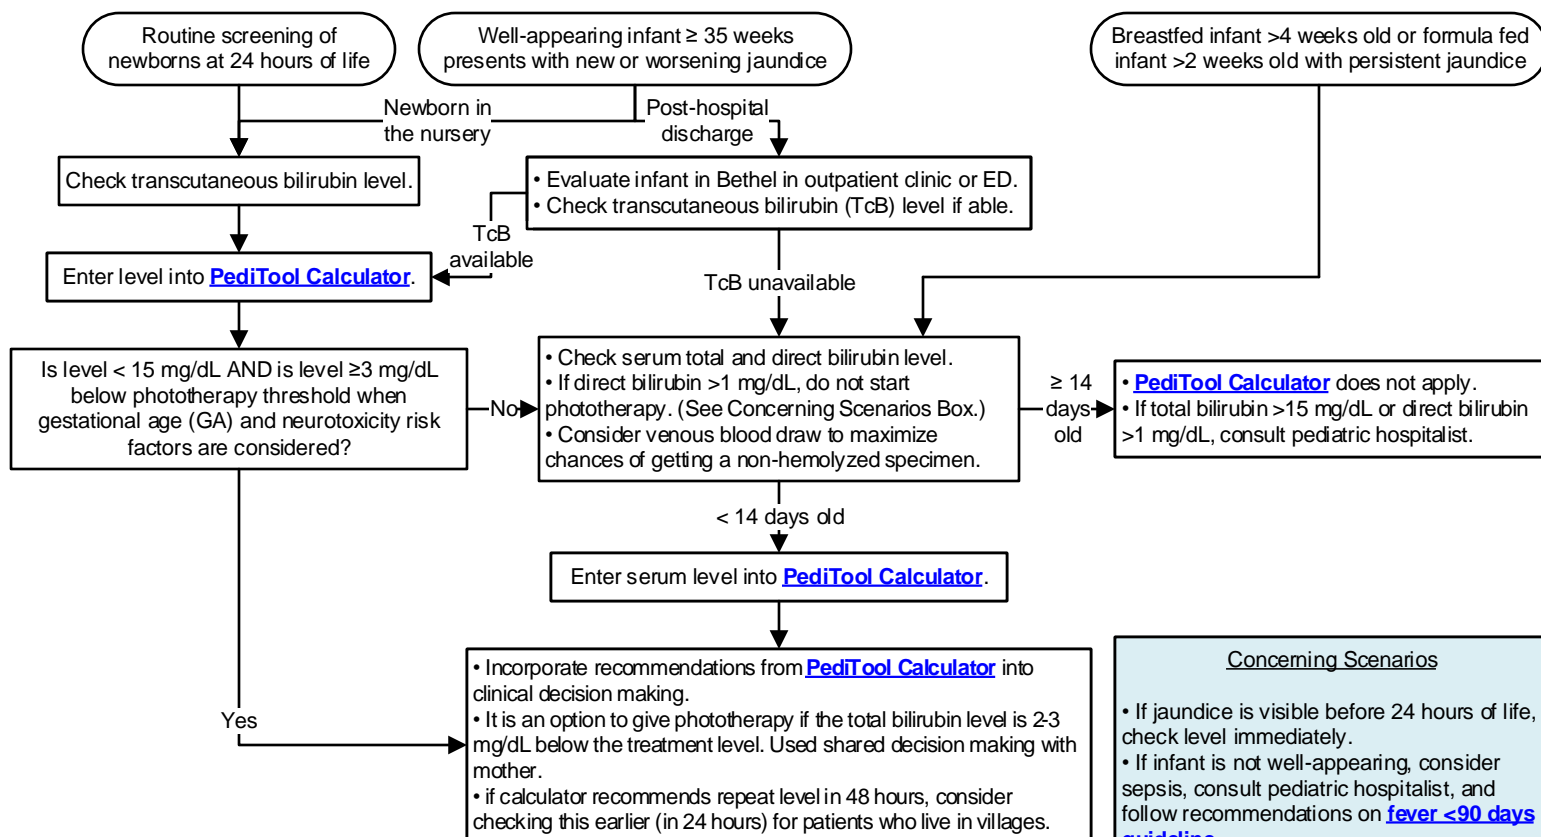 Routine screening of
newborns at 24 hours of life
Well-appearing infant ≥ 35 weeks
presents with new or worsening jaundice
Breastfed infant >4 weeks old or formula fed
infant >2 weeks old with persistent jaundice
Newborn in
the nursery
Post-hospital
discharge
Check transcutaneous bilirubin level.
• Evaluate infant in Bethel in outpatient clinic or ED.
• Check transcutaneous bilirubin (TcB) level if able.
TcB
available
Enter level into PediTool Calculator.
TcB unavailable
Is level < 15 mg/dL AND is level ≥3 mg/dL
below phototherapy threshold when
gestational age (GA) and neurotoxicity risk
factors are considered?
No
• Check serum total and direct bilirubin level.
• If direct bilirubin >1 mg/dL, do not start
phototherapy. (See Concerning Scenarios Box.)
• Consider venous blood draw to maximize
chances of getting a non-hemolyzed specimen.
≥ 14
days
old
• PediTool Calculator does not apply.
• If total bilirubin >15 mg/dL or direct bilirubin
>1 mg/dL, consult pediatric hospitalist.
< 14 days old
Enter serum level into PediTool Calculator.
Yes
• Incorporate recommendations from PediTool Calculator into
clinical decision making.
• It is an option to give phototherapy if the total bilirubin level is 2-3
mg/dL below the treatment level. Used shared decision making with
mother.
• if calculator recommends repeat level in 48 hours, consider
checking this earlier (in 24 hours) for patients who live in villages.
Concerning Scenarios
• If jaundice is visible before 24 hours of life,
check level immediately.
• If infant is not well-appearing, consider
sepsis, consult pediatric hospitalist, and
follow recommendations on fever <90 days
guideline